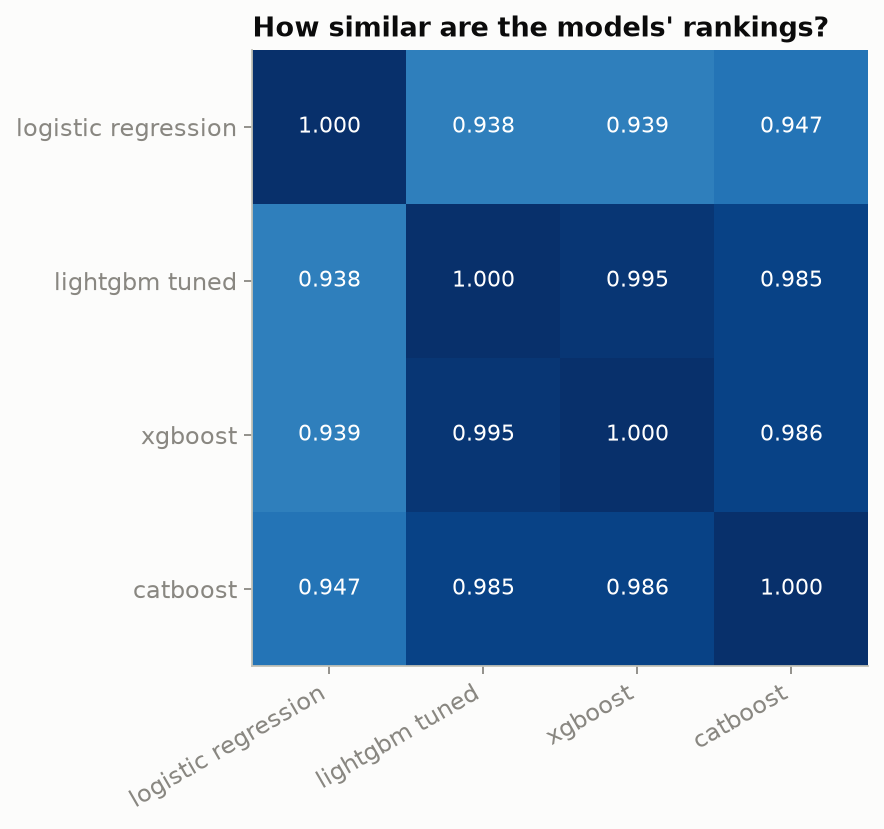 How similar are the models' rankings?
logistic regression 1.000 0.938 0.939 0.947
lightgbm tuned 0.938 1.000 0.995 0.985
xgboost 0.939 0.995 1.000 0.986
catboost 0.947 0.985 0.986 1.000
logistic regression lightgbm tuned xgboost catboost